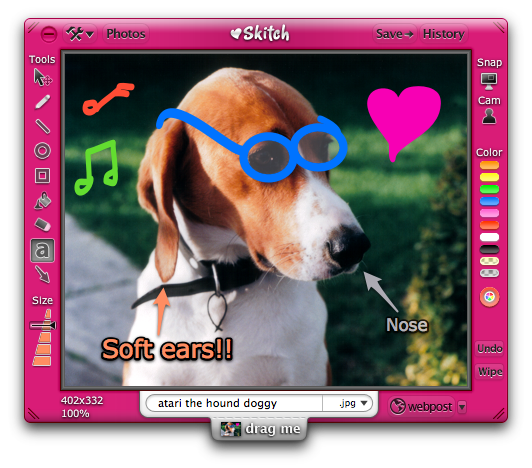 Photos
Skitch
Save→
History
Tools
Snap
Cam
Color
a
Size
Soft ears!!
Nose
Undo
Wipe
402x332
100%
atari the hound doggy
.jpg
webpost
drag me